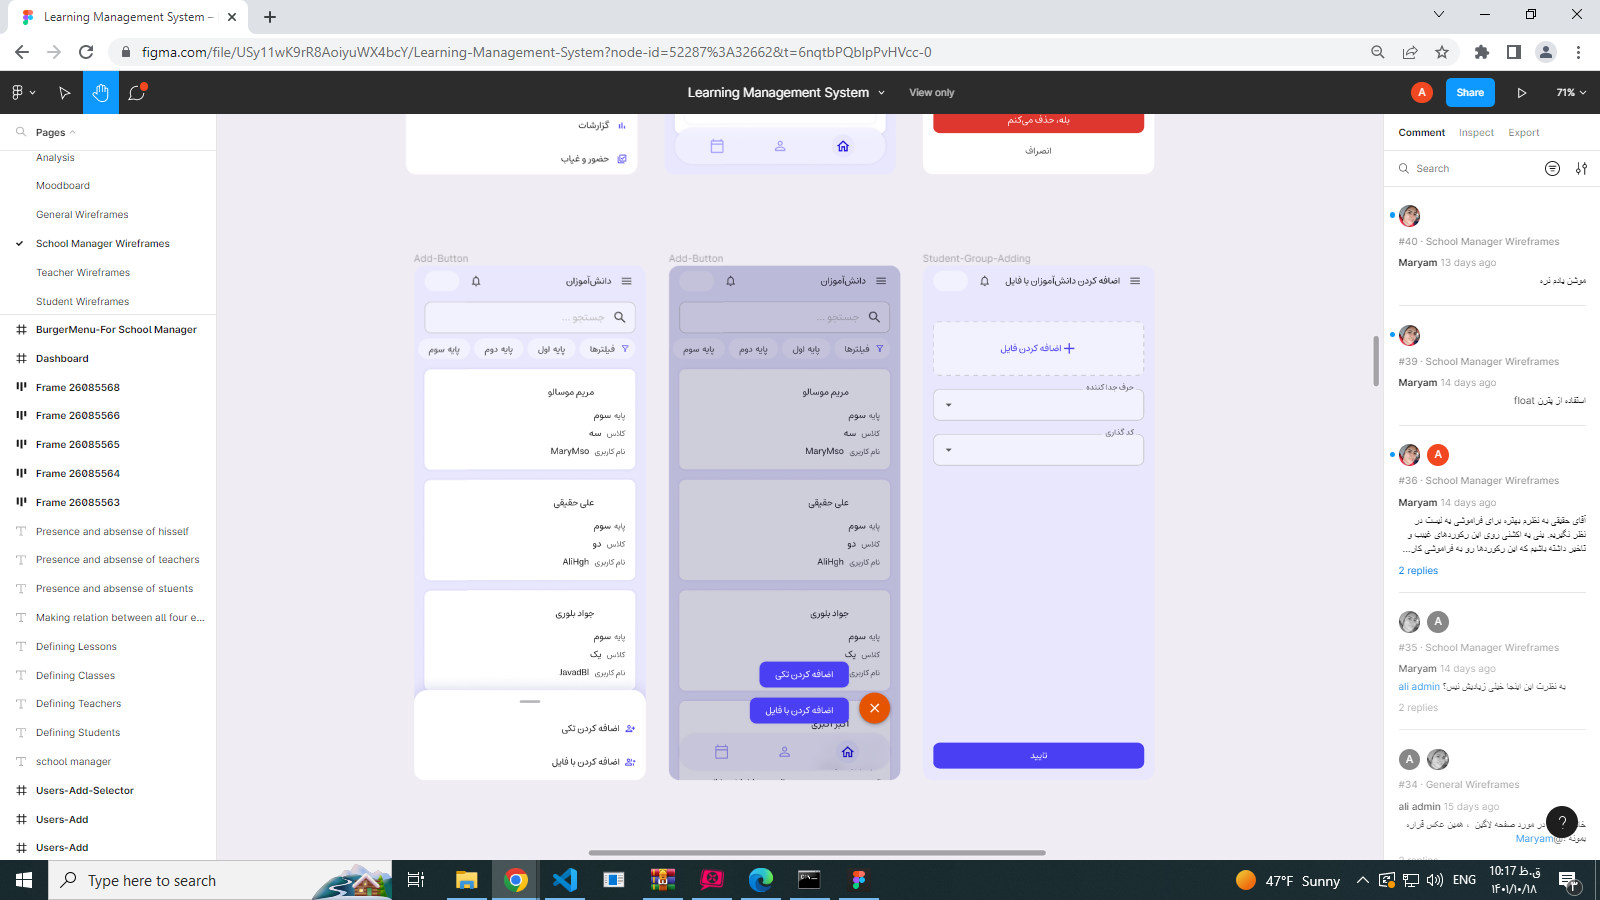 Learning Management System –
figma.com/file/USy11wK9rR8AoiyuWX4bcY/Learning-Management-System?node-id=52287%3A32662&t=6nqtbPQblpPvHVcc-0
Learning Management System
View only
A
Share
71%
Pages
Analysis
Moodboard
General Wireframes
School Manager Wireframes
Teacher Wireframes
Student Wireframes
BurgerMenu-For School Manager
Dashboard
Frame 26085568
Frame 26085566
Frame 26085565
Frame 26085564
Frame 26085563
Presence and absense of hisself
Presence and absense of teachers
Presence and absense of stuents
Making relation between all four e...
Defining Lessons
Defining Classes
Defining Teachers
Defining Students
school manager
Users-Add-Selector
Users-Add
Users-Add
گزارشات
حضور و غیاب
بله، حذف می‌کنم
انصراف
Add-Button
دانش‌آموزان
جستجو ...
فیلترها
پایه اول
پایه دوم
پایه سوم
مریم موسالو
پایه سوم
کلاس سه
نام کاربری MaryMso
علی حقیقی
پایه سوم
کلاس دو
نام کاربری AliHgh
جواد بلوری
پایه سوم
کلاس یک
نام کاربری JavadBl
اضافه کردن تکی
اضافه کردن با فایل
Add-Button
دانش‌آموزان
جستجو ...
فیلترها
پایه اول
پایه دوم
پایه سوم
مریم موسالو
پایه سوم
کلاس سه
نام کاربری MaryMso
علی حقیقی
پایه سوم
کلاس دو
نام کاربری AliHgh
جواد بلوری
پایه سوم
کلاس یک
نام کاربری
اضافه کردن تکی
اضافه کردن با فایل
اکبر اکبری
Student-Group-Adding
اضافه کردن دانش‌آموزان با فایل
اضافه کردن فایل
حرف جدا کننده
کد گذاری
تایید
Comment
Inspect
Export
Search
#40 · School Manager Wireframes
Maryam 13 days ago
موشن یادم نره
#39 · School Manager Wireframes
Maryam 14 days ago
استفاده از پترن float
A
#36 · School Manager Wireframes
Maryam 14 days ago
آقای حقیقی به نظرم بهتره برای فراموشی یه لیست در
نظر نگیریم. ینی یه اکشنی روی این رکوردهای غیبت و
تاخیر داشته باشیم که این رکوردها رو به فراموشی کار...
2 replies
A
#35 · School Manager Wireframes
Maryam 14 days ago
ali admin به نظرت این اینجا خیلی زیادیش نیس؟
2 replies
A
#34 · General Wireframes
ali admin 15 days ago
در مورد صفحه لاگین ، همین عکس قراره
بمونه @Maryam
?
Type here to search
47°F Sunny
ENG
10:17 ق.ظ
۱۴۰۱/۱۰/۱۸
۳